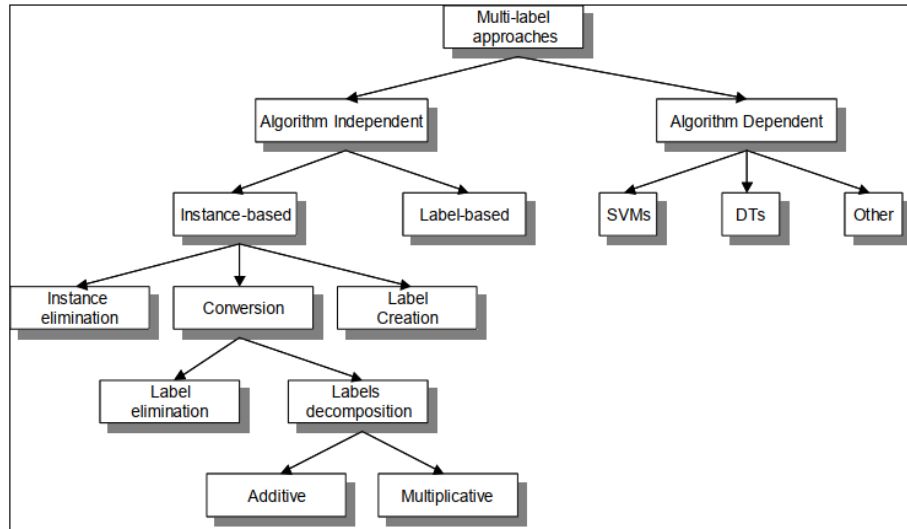 Multi-label
approaches
Algorithm Independent
Algorithm Dependent
Instance-based
Label-based
SVMs
DTs
Other
Instance
elimination
Conversion
Label
Creation
Label
elimination
Labels
decomposition
Additive
Multiplicative